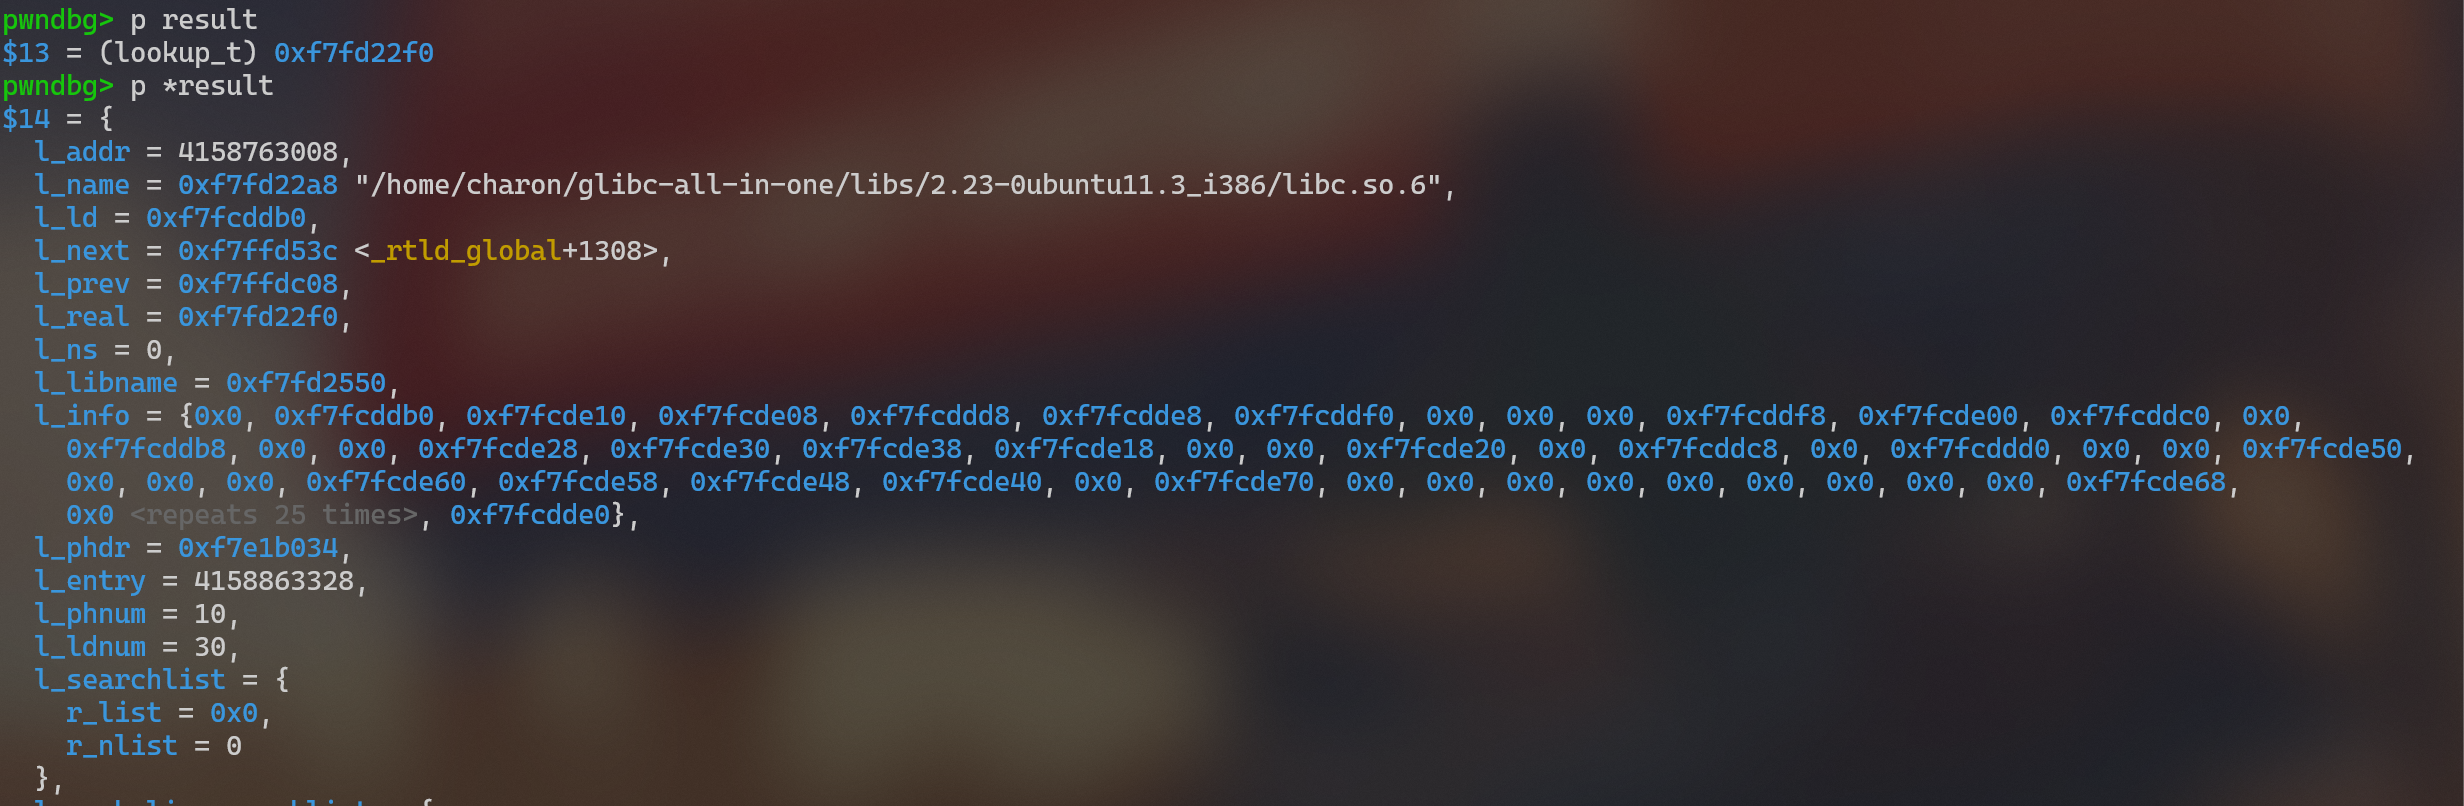 pwndbg> p result
$13 = (lookup_t) 0xf7fd22f0
pwndbg> p *result
$14 = {
  l_addr = 4158763008,
  l_name = 0xf7fd22a8 "/home/charon/glibc-all-in-one/libs/2.23-0ubuntu11.3_i386/libc.so.6",
  l_ld = 0xf7fcddb0,
  l_next = 0xf7ffd53c <_rtld_global+1308>,
  l_prev = 0xf7ffdc08,
  l_real = 0xf7fd22f0,
  l_ns = 0,
  l_libname = 0xf7fd2550,
  l_info = {0x0, 0xf7fcddb0, 0xf7fcde10, 0xf7fcde08, 0xf7fcddd8, 0xf7fcdde8, 0xf7fcddf0, 0x0, 0x0, 0x0, 0xf7fcddf8, 0xf7fcde00, 0xf7fcddc0, 0x0,
    0xf7fcddb8, 0x0, 0x0, 0xf7fcde28, 0xf7fcde30, 0xf7fcde38, 0xf7fcde18, 0x0, 0x0, 0xf7fcde20, 0x0, 0xf7fcddc8, 0x0, 0xf7fcddd0, 0x0, 0x0, 0xf7fcde50,
    0x0, 0x0, 0x0, 0xf7fcde60, 0xf7fcde58, 0xf7fcde48, 0xf7fcde40, 0x0, 0xf7fcde70, 0x0, 0x0, 0x0, 0x0, 0x0, 0x0, 0x0, 0x0, 0x0, 0xf7fcde68,
    0x0 <repeats 25 times>, 0xf7fcdde0},
  l_phdr = 0xf7e1b034,
  l_entry = 4158863328,
  l_phnum = 10,
  l_ldnum = 30,
  l_searchlist = {
    r_list = 0x0,
    r_nlist = 0
  },